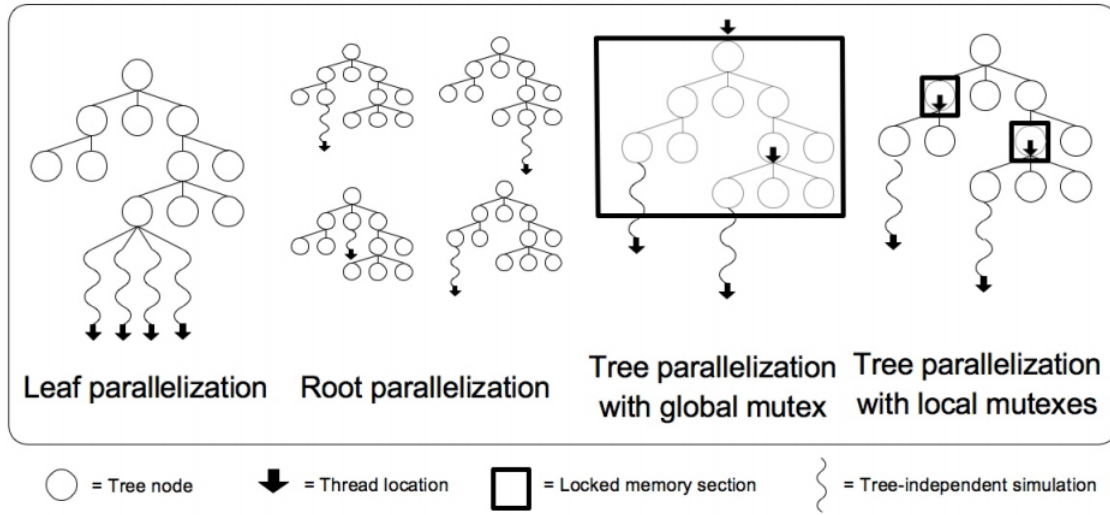 Leaf parallelization
Root parallelization
Tree parallelization
with global mutex
Tree parallelization
with local mutexes
= Tree node
= Thread location
= Locked memory section
= Tree-independent simulation